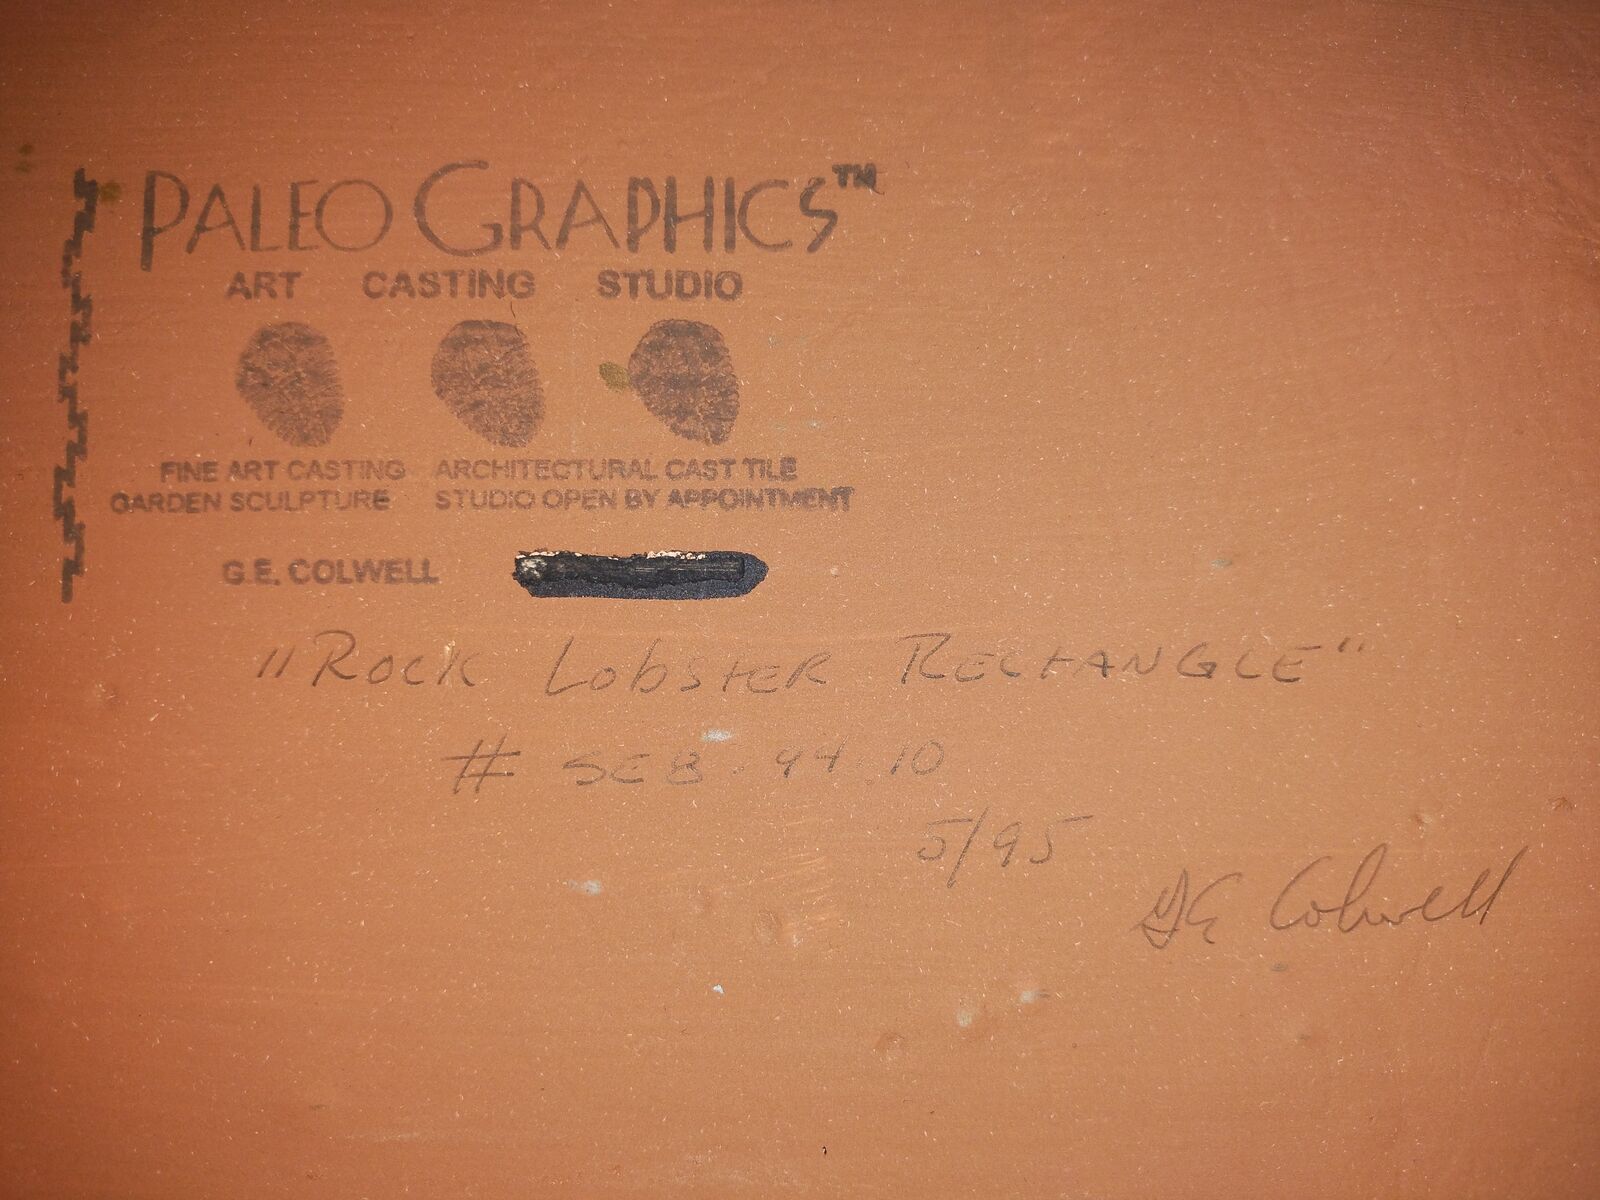 PALEO GRAPHICS™
ART CASTING STUDIO
FINE ART CASTING ARCHITECTURAL CAST TILE
GARDEN SCULPTURE STUDIO OPEN BY APPOINTMENT
G.E. COLWELL
"ROCK LOBSTER RECTANGLE"
# SEB-94-10
5/95
GE Colwell